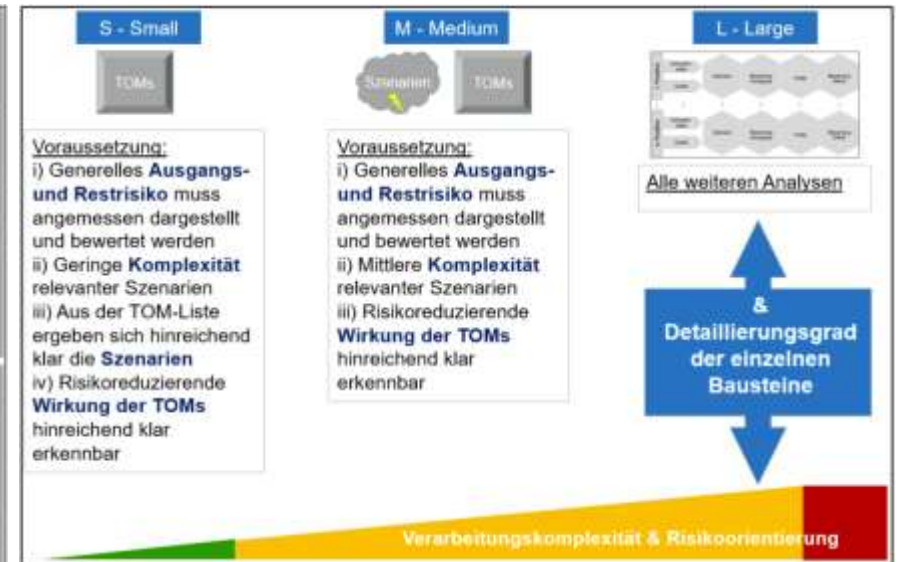 S - Small
TOMs
Voraussetzung:
i) Generelles Ausgangs-
und Restrisiko muss
angemessen dargestellt
und bewertet werden
ii) Geringe Komplexität
relevanter Szenarien
iii) Aus der TOM-Liste
ergeben sich hinreichend
klar die Szenarien
iv) Risikoreduzierende
Wirkung der TOMs
hinreichend klar
erkennbar
M - Medium
Szenarien
TOMs
Voraussetzung:
i) Generelles Ausgangs-
und Restrisiko muss
angemessen dargestellt
und bewertet werden
ii) Mittlere Komplexität
relevanter Szenarien
iii) Risikoreduzierende
Wirkung der TOMs
hinreichend klar
erkennbar
L - Large
Alle weiteren Analysen
&
Detaillierungsgrad
der einzelnen
Bausteine
Verarbeitungskomplexität & Risikoorientierung